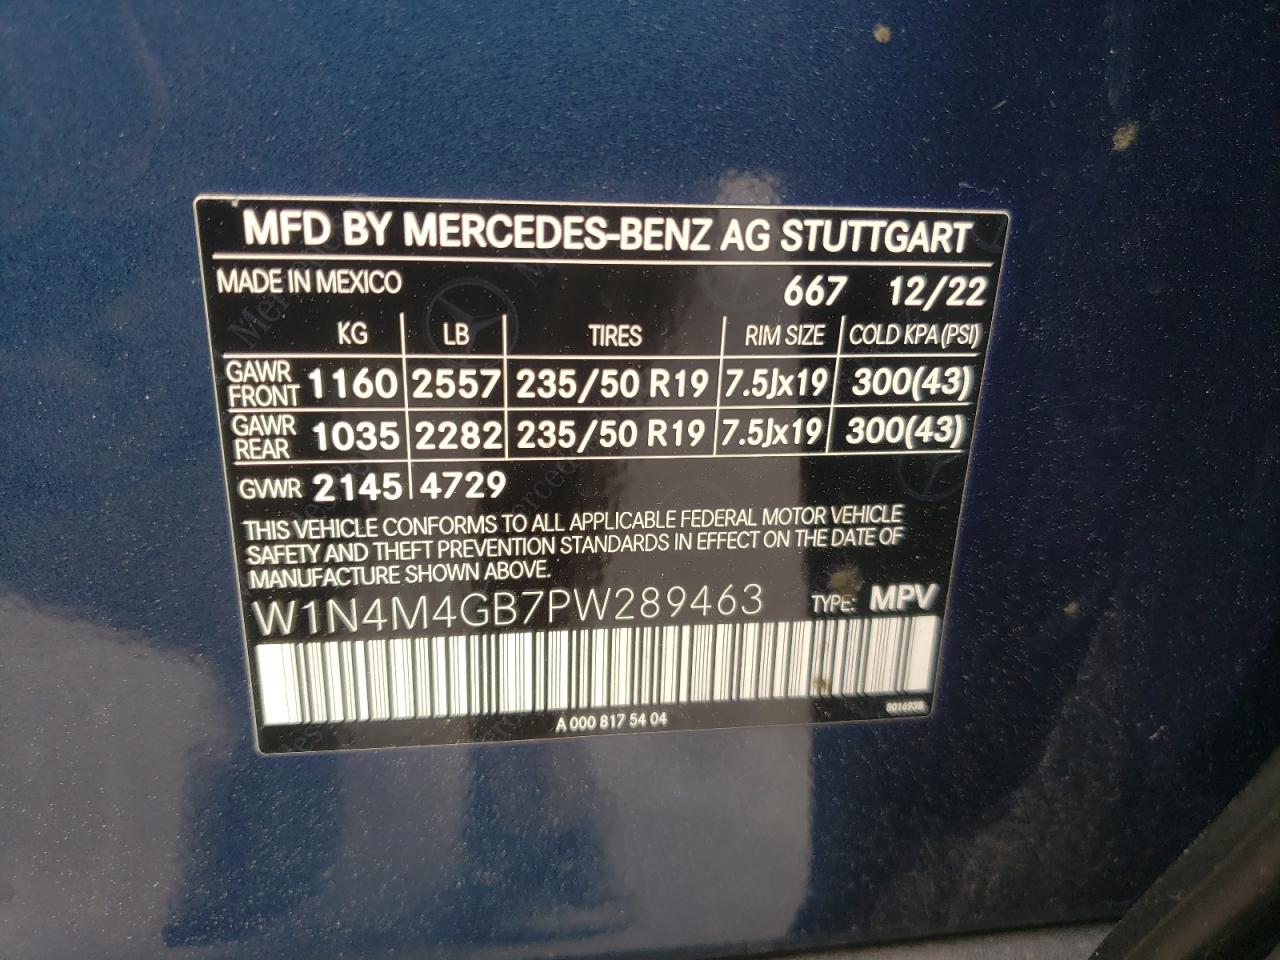 MFD BY MERCEDES-BENZ AG STUTTGART
MADE IN MEXICO 667 12/22
KG LB TIRES RIM SIZE COLD KPA(PSI)
GAWR FRONT 1160 2557 235/50 R19 7.5Jx19 300(43)
GAWR REAR 1035 2282 235/50 R19 7.5Jx19 300(43)
GVWR 2145 4729
THIS VEHICLE CONFORMS TO ALL APPLICABLE FEDERAL MOTOR VEHICLE
SAFETY AND THEFT PREVENTION STANDARDS IN EFFECT ON THE DATE OF
MANUFACTURE SHOWN ABOVE.
W1N4M4GB7PW289463 TYPE: MPV
A 000 817 54 04
8016938